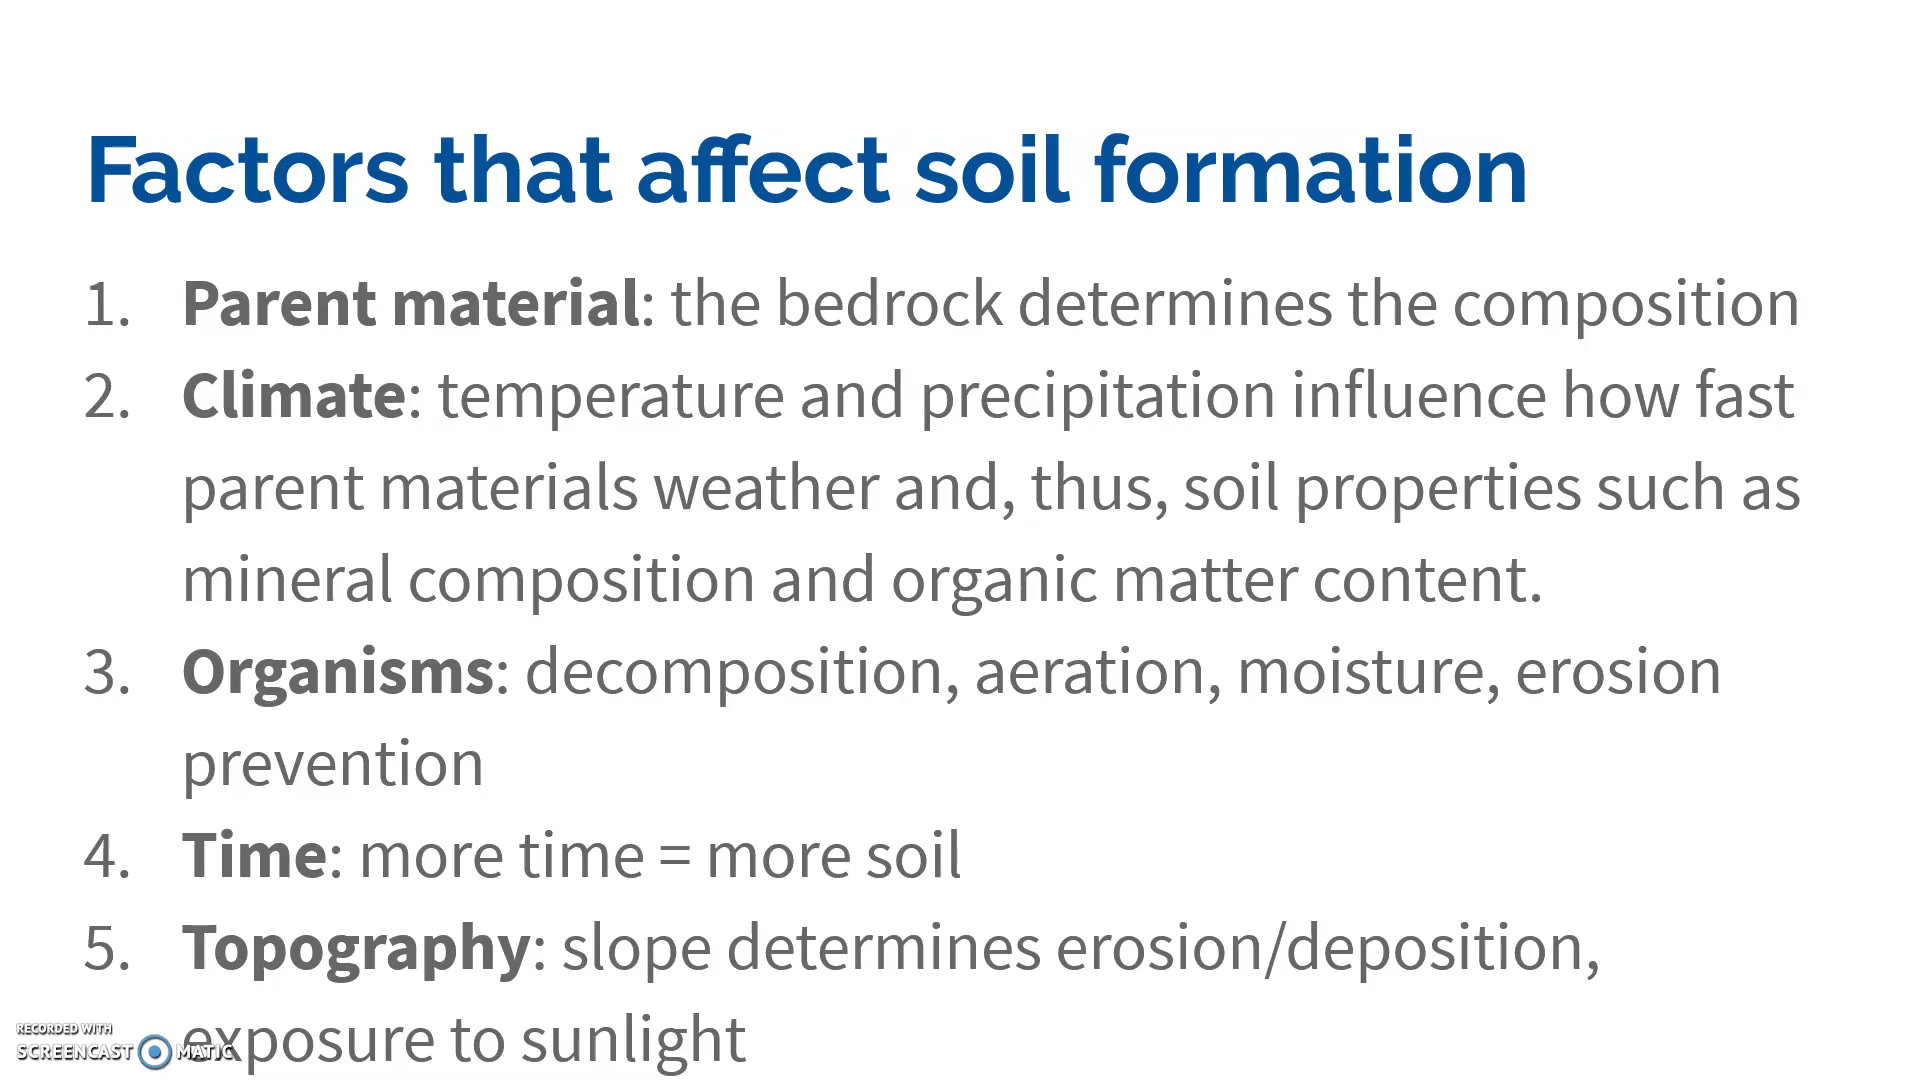 Factors that affect soil formation
1. Parent material: the bedrock determines the composition
2. Climate: temperature and precipitation influence how fast
parent materials weather and, thus, soil properties such as
mineral composition and organic matter content.
3. Organisms: decomposition, aeration, moisture, erosion
prevention
4. Time: more time = more soil
5. Topography: slope determines erosion/deposition,
exposure to sunlight
RECORDED WITH
SCREENCAST MATIC